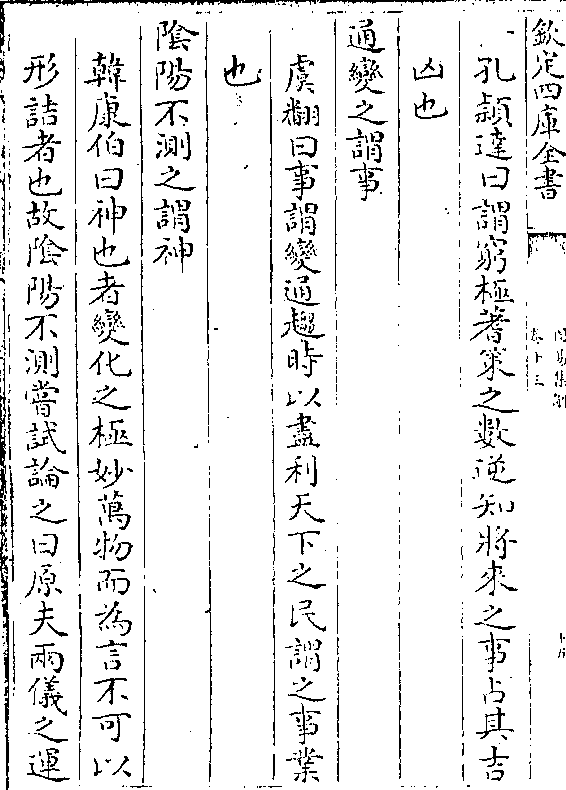 欽定四庫全書
卷十三
孔穎達曰謂窮極蓍策之數逆知將來之事占其吉
凶也
通變之謂事
虞翻曰事謂變通趨時以盡利天下之民謂之事業
也
陰陽不測之謂神
韓康伯曰神也者變化之極妙萬物而為言不可以
形詰者也故陰陽不測嘗試論之曰原夫兩儀之運